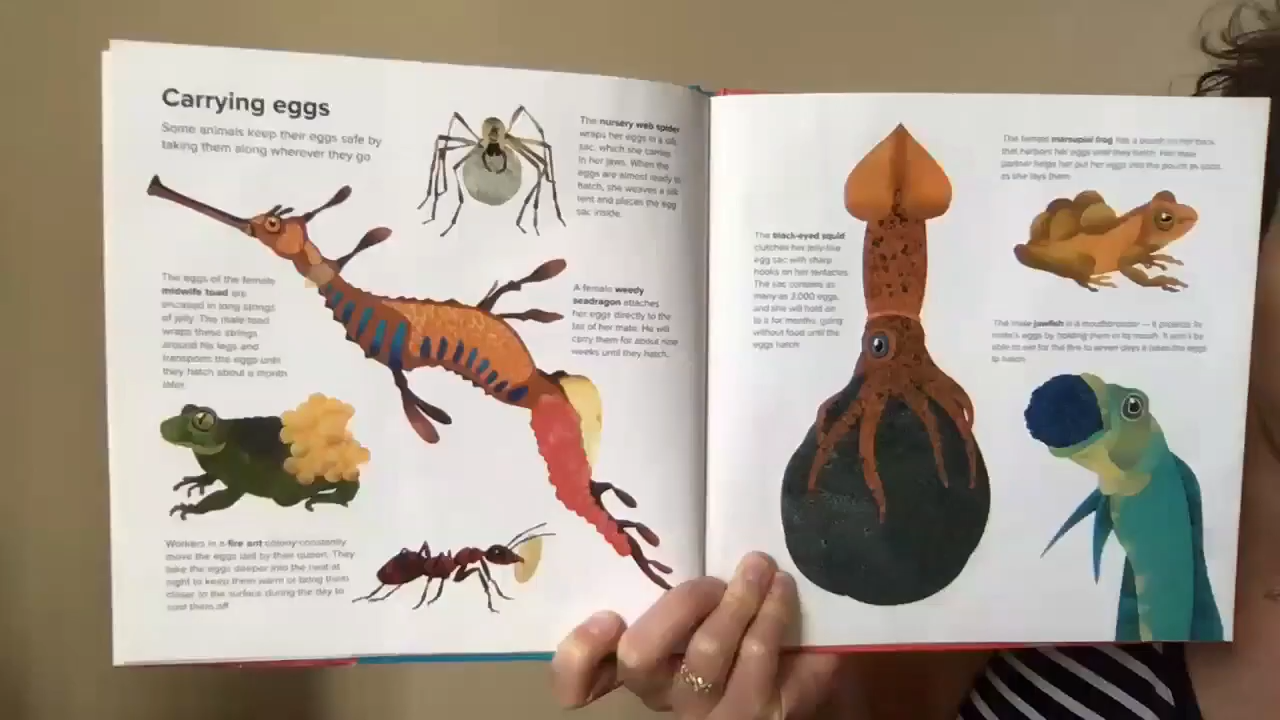 Carrying eggs
Some animals keep their eggs safe by
taking them along wherever they go
The nursery web spider
wraps her eggs in a silk
sac, which she carries
in her jaws. When the
eggs are almost ready to
hatch, she weaves a silk
tent and places the egg
sac inside.
The eggs of the female
midwife toad are
encased in long strings
of jelly. The male toad
wraps these strings
around his legs and
transports the eggs until
they hatch about a month
later.
A female weedy
seadragon attaches
her eggs directly to the
tail of her mate. He will
carry them for about nine
weeks until they hatch.
Workers in a fire ant colony constantly
move the eggs laid by their queen. They
take the eggs deeper into the nest at
night to keep them warm or bring them
closer to the surface during the day to
cool them off.
The black-eyed squid
clutches her jelly-like
egg sac with sharp
hooks on her tentacles.
The sac contains as
many as 3,000 eggs,
and she will hold on
to it for months, going
without food until the
eggs hatch.
The female marsupial frog has a pouch on her back
that harbors her eggs until they hatch. Her male
partner helps her put her eggs into the pouch as soon
as she lays them.
The male jawfish is a mouthbrooder — it protects its
mate's eggs by holding them in its mouth. It won't be
able to eat for the five to seven days it takes the eggs
to hatch.